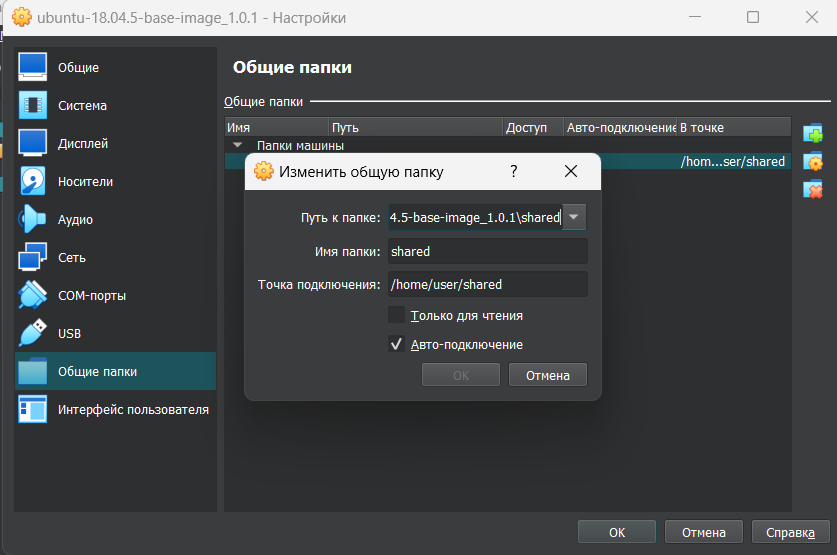 ubuntu-18.04.5-base-image_1.0.1 - Настройки
Общие
Система
Дисплей
Носители
Аудио
Сеть
COM-порты
USB
Общие папки
Интерфейс пользователя
Общие папки
Общие папки
Имя Путь Доступ Авто-подключение В точке
Папки машины
/hom...ser/shared
Изменить общую папку ?
Путь к папке: 4.5-base-image_1.0.1\shared
Имя папки: shared
Точка подключения: /home/user/shared
Только для чтения
Авто-подключение
OK Отмена
OK Отмена Справка